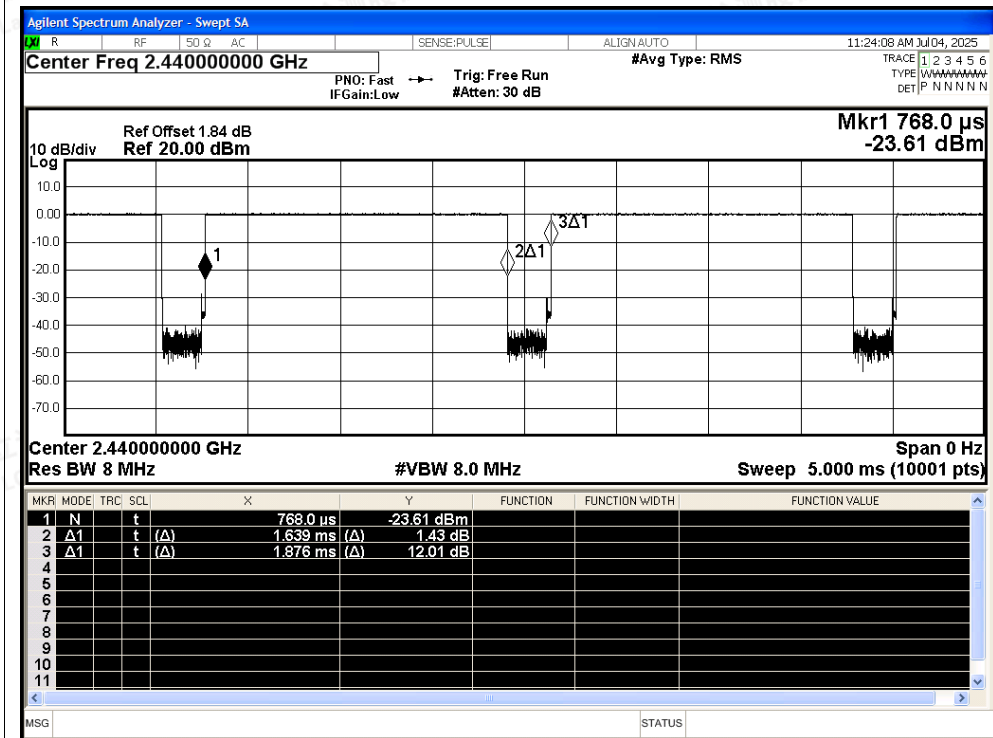 Agilent Spectrum Analyzer - Swept SA
LXI R RF 50 Ω AC SENSE:PULSE ALIGN AUTO 11:24:08 AM Jul 04, 2025
Center Freq 2.440000000 GHz #Avg Type: RMS TRACE 1 2 3 4 5 6
PNO: Fast Trig: Free Run TYPE WWWWWW
IFGain:Low #Atten: 30 dB DET P N N N N N
Mkr1 768.0 µs
Ref Offset 1.84 dB
10 dB/div Ref 20.00 dBm -23.61 dBm
Log
10.0
0.00
3Δ1
-10.0
2Δ1
1
-20.0
-30.0
-40.0
-50.0
-60.0
-70.0
Center 2.440000000 GHz Span 0 Hz
Res BW 8 MHz #VBW 8.0 MHz Sweep 5.000 ms (10001 pts)
MKR MODE TRC SCL X Y FUNCTION FUNCTION WIDTH FUNCTION VALUE
1 N t 768.0 µs -23.61 dBm
2 Δ1 t (Δ) 1.639 ms (Δ) 1.43 dB
3 Δ1 t (Δ) 1.876 ms (Δ) 12.01 dB
4
5
6
7
8
9
10
11
MSG STATUS